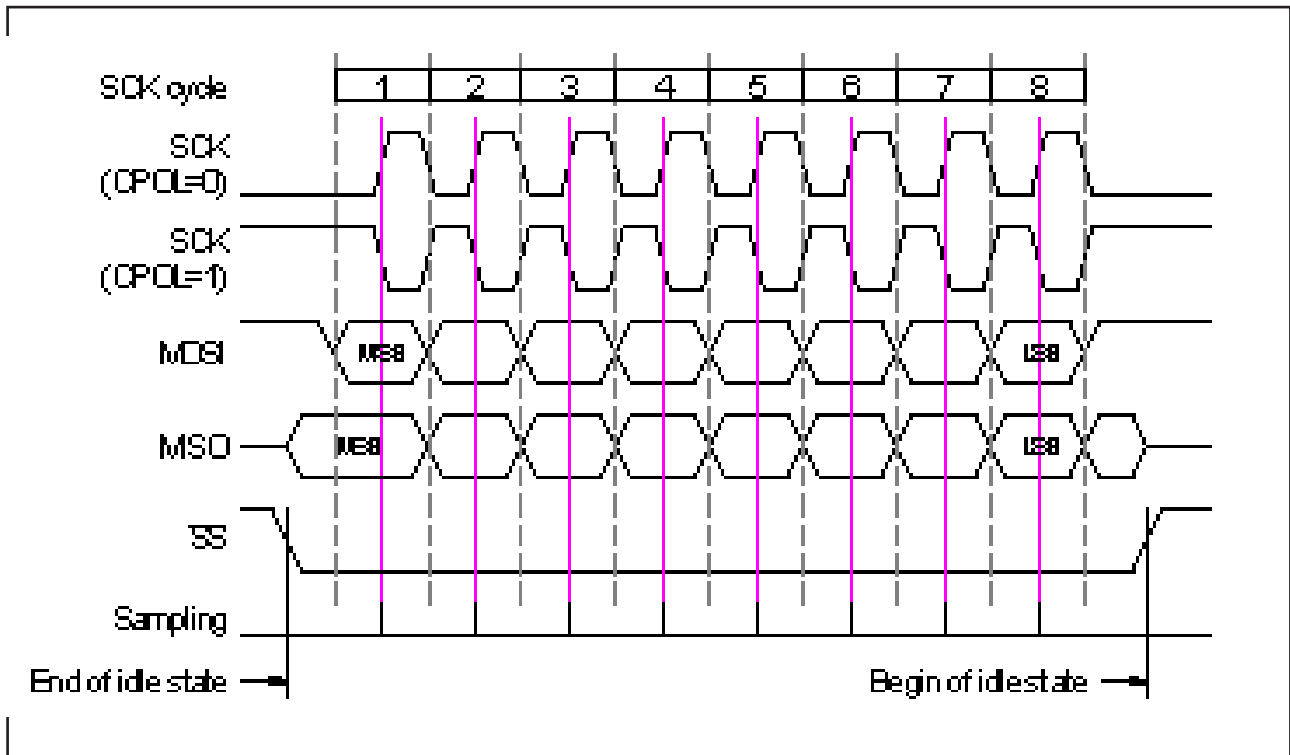 SCK cycle 1 2 3 4 5 6 7 8
SCK
(CPOL=0)
SCK
(CPOL=1)
MOSI MSB LSB
MISO MSB LSB
SS
Sampling
End of idle state
Begin of idle state